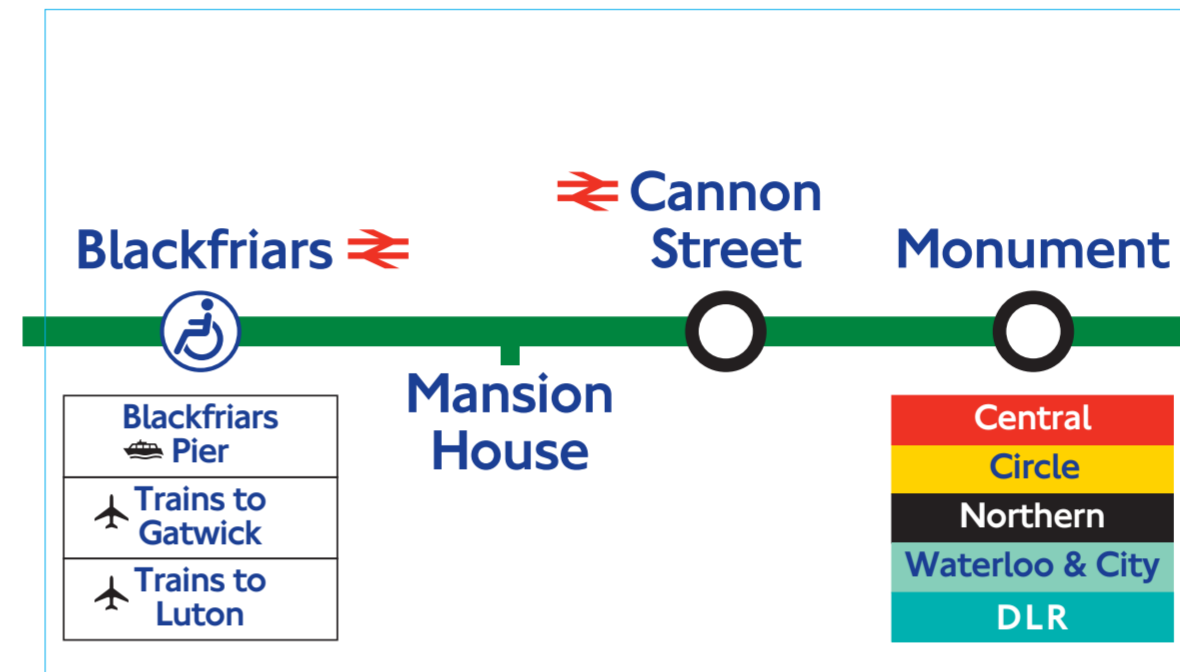 Cannon
Street
Blackfriars
Monument
Mansion
House
Blackfriars
Pier
Trains to
Gatwick
Trains to
Luton
Central
Circle
Northern
Waterloo & City
DLR